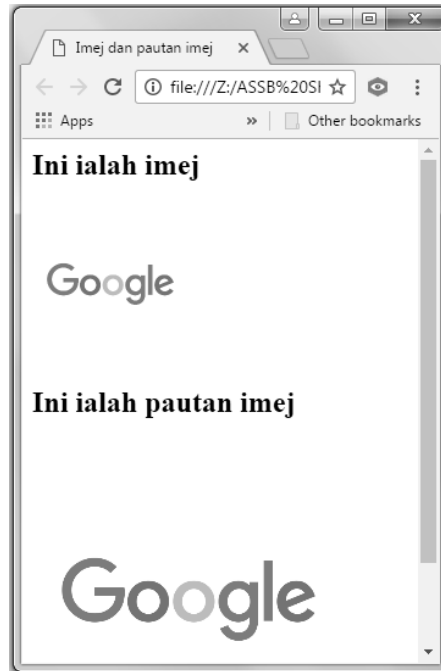 Imej dan pautan imej
file:///Z:/ASSB%20SI
Apps » Other bookmarks
Ini ialah imej
Google
Ini ialah pautan imej
Google